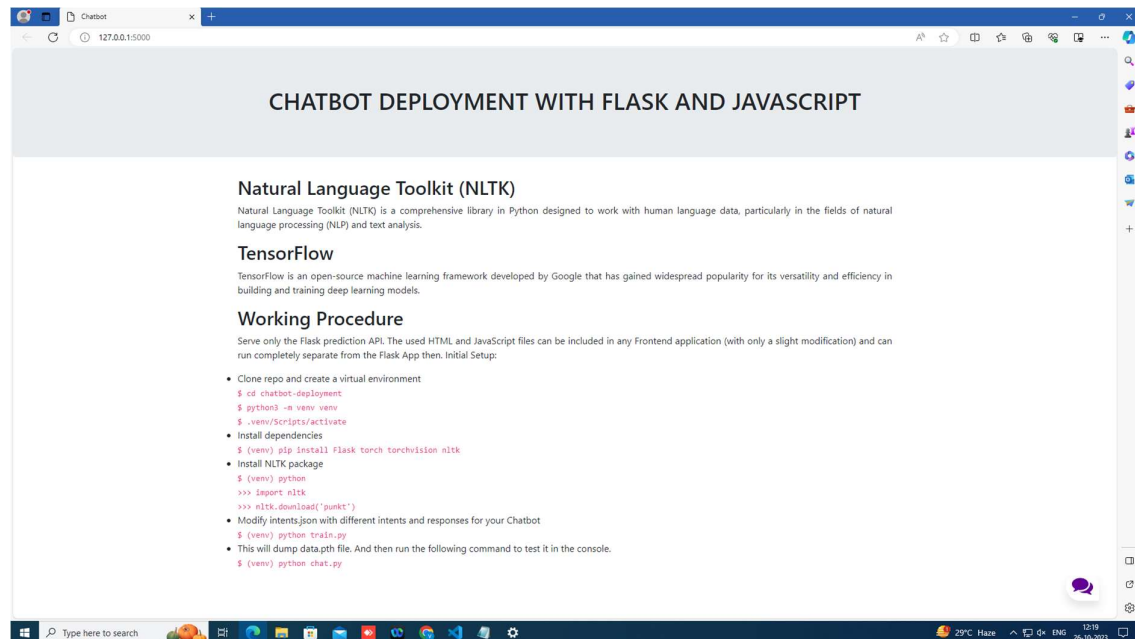 Chatbot
127.0.0.1:5000
CHATBOT DEPLOYMENT WITH FLASK AND JAVASCRIPT
Natural Language Toolkit (NLTK)
Natural Language Toolkit (NLTK) is a comprehensive library in Python designed to work with human language data, particularly in the fields of natural
language processing (NLP) and text analysis.
TensorFlow
TensorFlow is an open-source machine learning framework developed by Google that has gained widespread popularity for its versatility and efficiency in
building and training deep learning models.
Working Procedure
Serve only the Flask prediction API. The used HTML and JavaScript files can be included in any Frontend application (with only a slight modification) and can
run completely separate from the Flask App then. Initial Setup:
Clone repo and create a virtual environment
$ cd chatbot-deployment
$ python3 -m venv venv
$ .venv/Scripts/activate
Install dependencies
$ (venv) pip install Flask torch torchvision nltk
Install NLTK package
$ (venv) python
>>> import nltk
>>> nltk.download('punkt')
Modify intents.json with different intents and responses for your Chatbot
$ (venv) python train.py
This will dump data.pth file. And then run the following command to test it in the console.
$ (venv) python chat.py
Type here to search
29°C Haze
ENG
12:19
26-10-2023